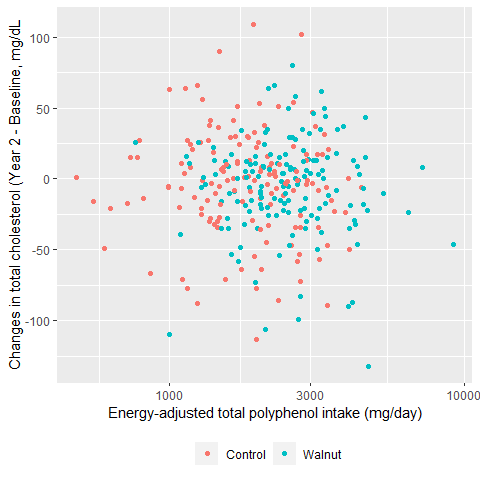 Changes in total cholesterol (Year 2 - Baseline, mg/dL
100
50
0
-50
-100
1000
3000
10000
Energy-adjusted total polyphenol intake (mg/day)
Control
Walnut